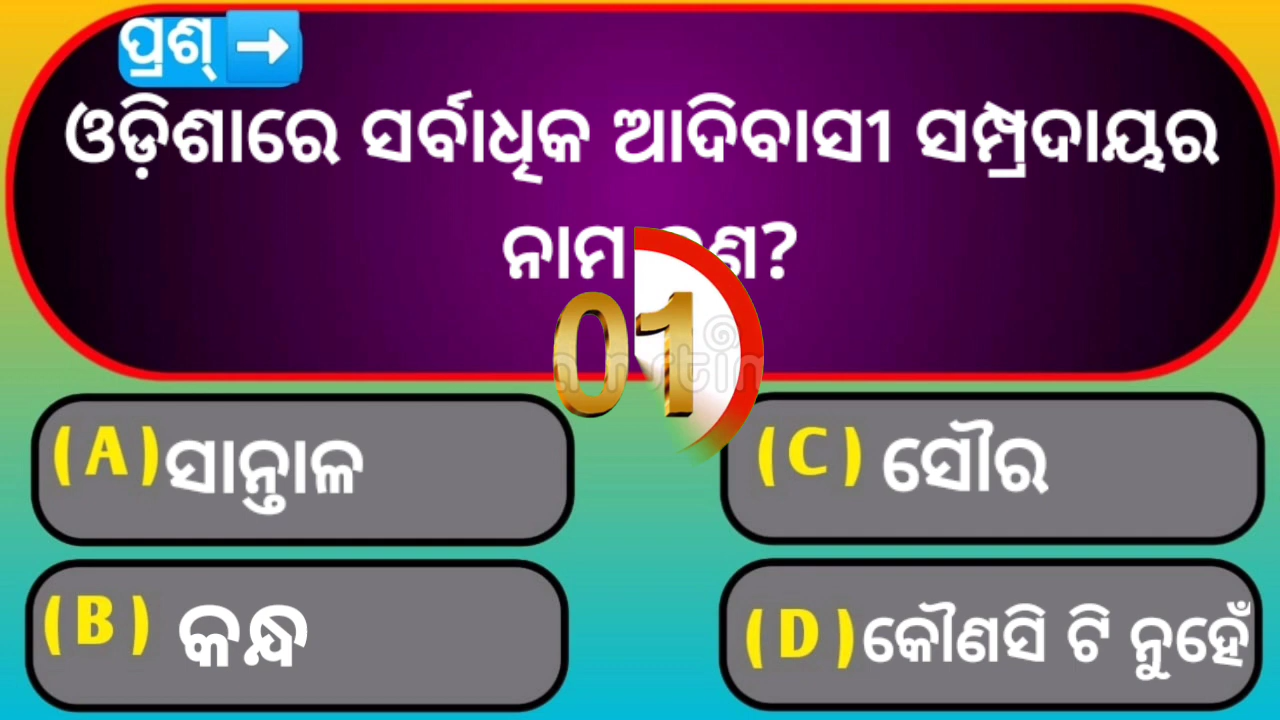 ପ୍ରଶ୍ ➡
ଓଡ଼ିଶାରେ ସର୍ବାଧିକ ଆଦିବାସୀ ସମ୍ପ୍ରଦାୟର
ନାମ
01
(A) ସାନ୍ତାଳ
(B) କନ୍ଧ
(C) ସୌର
(D) କୌଣସି ଟି ନୁହେଁ